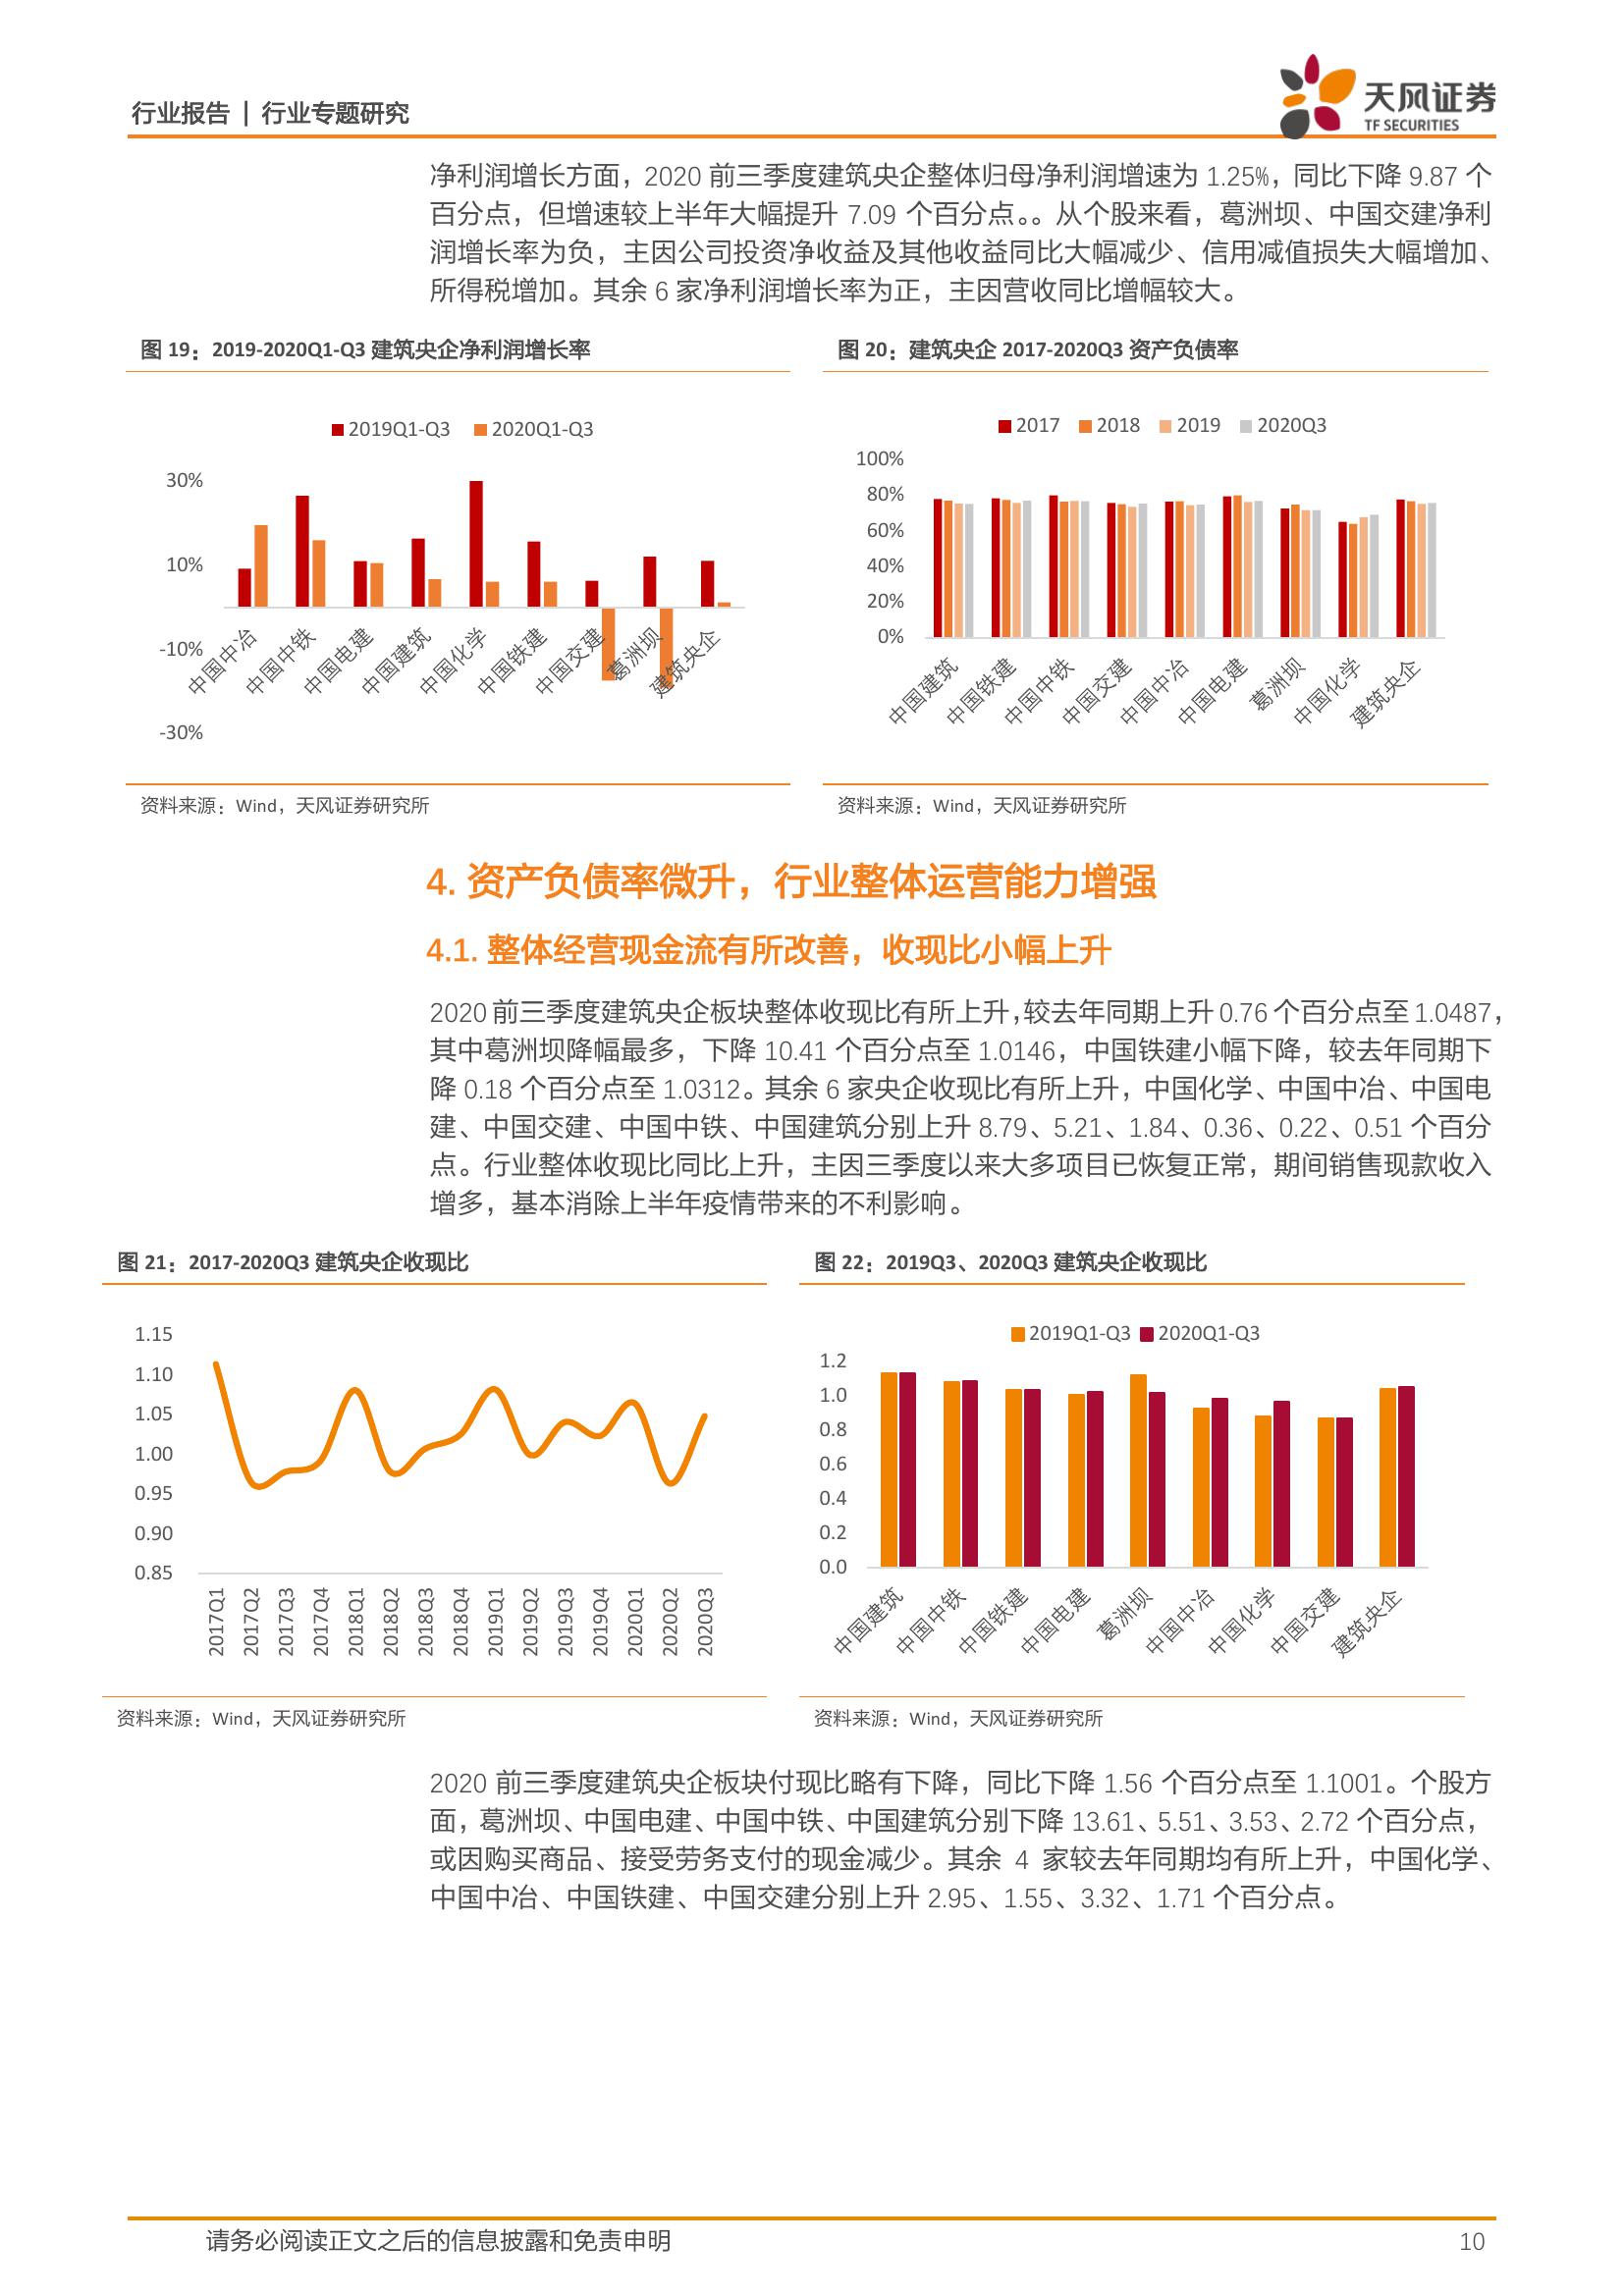 行业报告 | 行业专题研究
天风证券
TF SECURITIES
净利润增长方面，2020 前三季度建筑央企整体归母净利润增速为 1.25%，同比下降 9.87 个
百分点，但增速较上半年大幅提升 7.09 个百分点。。从个股来看，葛洲坝、中国交建净利
润增长率为负，主因公司投资净收益及其他收益同比大幅减少、信用减值损失大幅增加、
所得税增加。其余 6 家净利润增长率为正，主因营收同比增幅较大。
图 19：2019-2020Q1-Q3 建筑央企净利润增长率
2019Q1-Q3 2020Q1-Q3
30%
10%
-10%
-30%
中国中冶
中国中铁
中国电建
中国建筑
中国化学
中国铁建
中国交建
葛洲坝
建筑央企
资料来源：Wind，天风证券研究所
图 20：建筑央企 2017-2020Q3 资产负债率
2017 2018 2019 2020Q3
100%
80%
60%
40%
20%
0%
中国建筑
中国铁建
中国中铁
中国交建
中国中冶
中国电建
葛洲坝
中国化学
建筑央企
资料来源：Wind，天风证券研究所
4. 资产负债率微升，行业整体运营能力增强
4.1. 整体经营现金流有所改善，收现比小幅上升
2020 前三季度建筑央企板块整体收现比有所上升，较去年同期上升 0.76 个百分点至 1.0487，
其中葛洲坝降幅最多，下降 10.41 个百分点至 1.0146，中国铁建小幅下降，较去年同期下
降 0.18 个百分点至 1.0312。其余 6 家央企收现比有所上升，中国化学、中国中冶、中国电
建、中国交建、中国中铁、中国建筑分别上升 8.79、5.21、1.84、0.36、0.22、0.51 个百分
点。行业整体收现比同比上升，主因三季度以来大多项目已恢复正常，期间销售现款收入
增多，基本消除上半年疫情带来的不利影响。
图 21：2017-2020Q3 建筑央企收现比
1.15
1.10
1.05
1.00
0.95
0.90
0.85
2017Q1
2017Q2
2017Q3
2017Q4
2018Q1
2018Q2
2018Q3
2018Q4
2019Q1
2019Q2
2019Q3
2019Q4
2020Q1
2020Q2
2020Q3
资料来源：Wind，天风证券研究所
图 22：2019Q3、2020Q3 建筑央企收现比
2019Q1-Q3 2020Q1-Q3
1.2
1.0
0.8
0.6
0.4
0.2
0.0
中国建筑
中国中铁
中国铁建
中国电建
葛洲坝
中国中冶
中国化学
中国交建
建筑央企
资料来源：Wind，天风证券研究所
2020 前三季度建筑央企板块付现比略有下降，同比下降 1.56 个百分点至 1.1001。个股方
面，葛洲坝、中国电建、中国中铁、中国建筑分别下降 13.61、5.51、3.53、2.72 个百分点，
或因购买商品、接受劳务支付的现金减少。其余 4 家较去年同期均有所上升，中国化学、
中国中冶、中国铁建、中国交建分别上升 2.95、1.55、3.32、1.71 个百分点。
请务必阅读正文之后的信息披露和免责申明
10